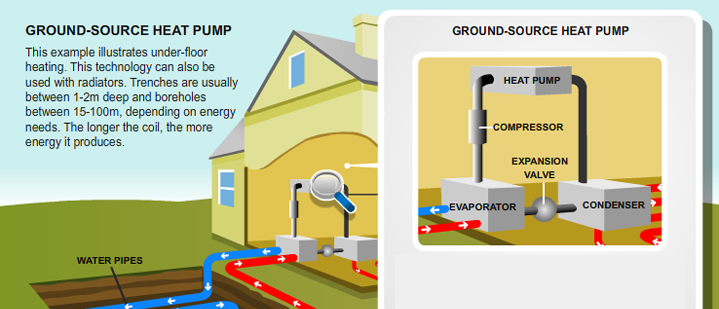 GROUND-SOURCE HEAT PUMP
This example illustrates under-floor
heating. This technology can also be
used with radiators. Trenches are usually
between 1-2m deep and boreholes
between 15-100m, depending on energy
needs. The longer the coil, the more
energy it produces.
WATER PIPES
GROUND-SOURCE HEAT PUMP
HEAT PUMP
COMPRESSOR
EXPANSION
VALVE
EVAPORATOR
CONDENSER